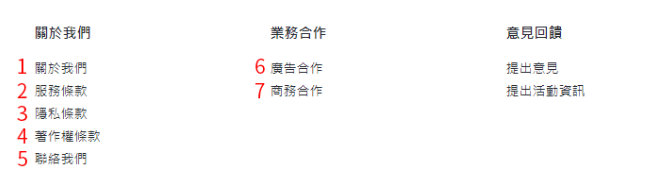 關於我們
1 關於我們
2 服務條款
3 隱私條款
4 著作權條款
5 聯絡我們
業務合作
6 廣告合作
7 商務合作
意見回饋
提出意見
提出活動資訊